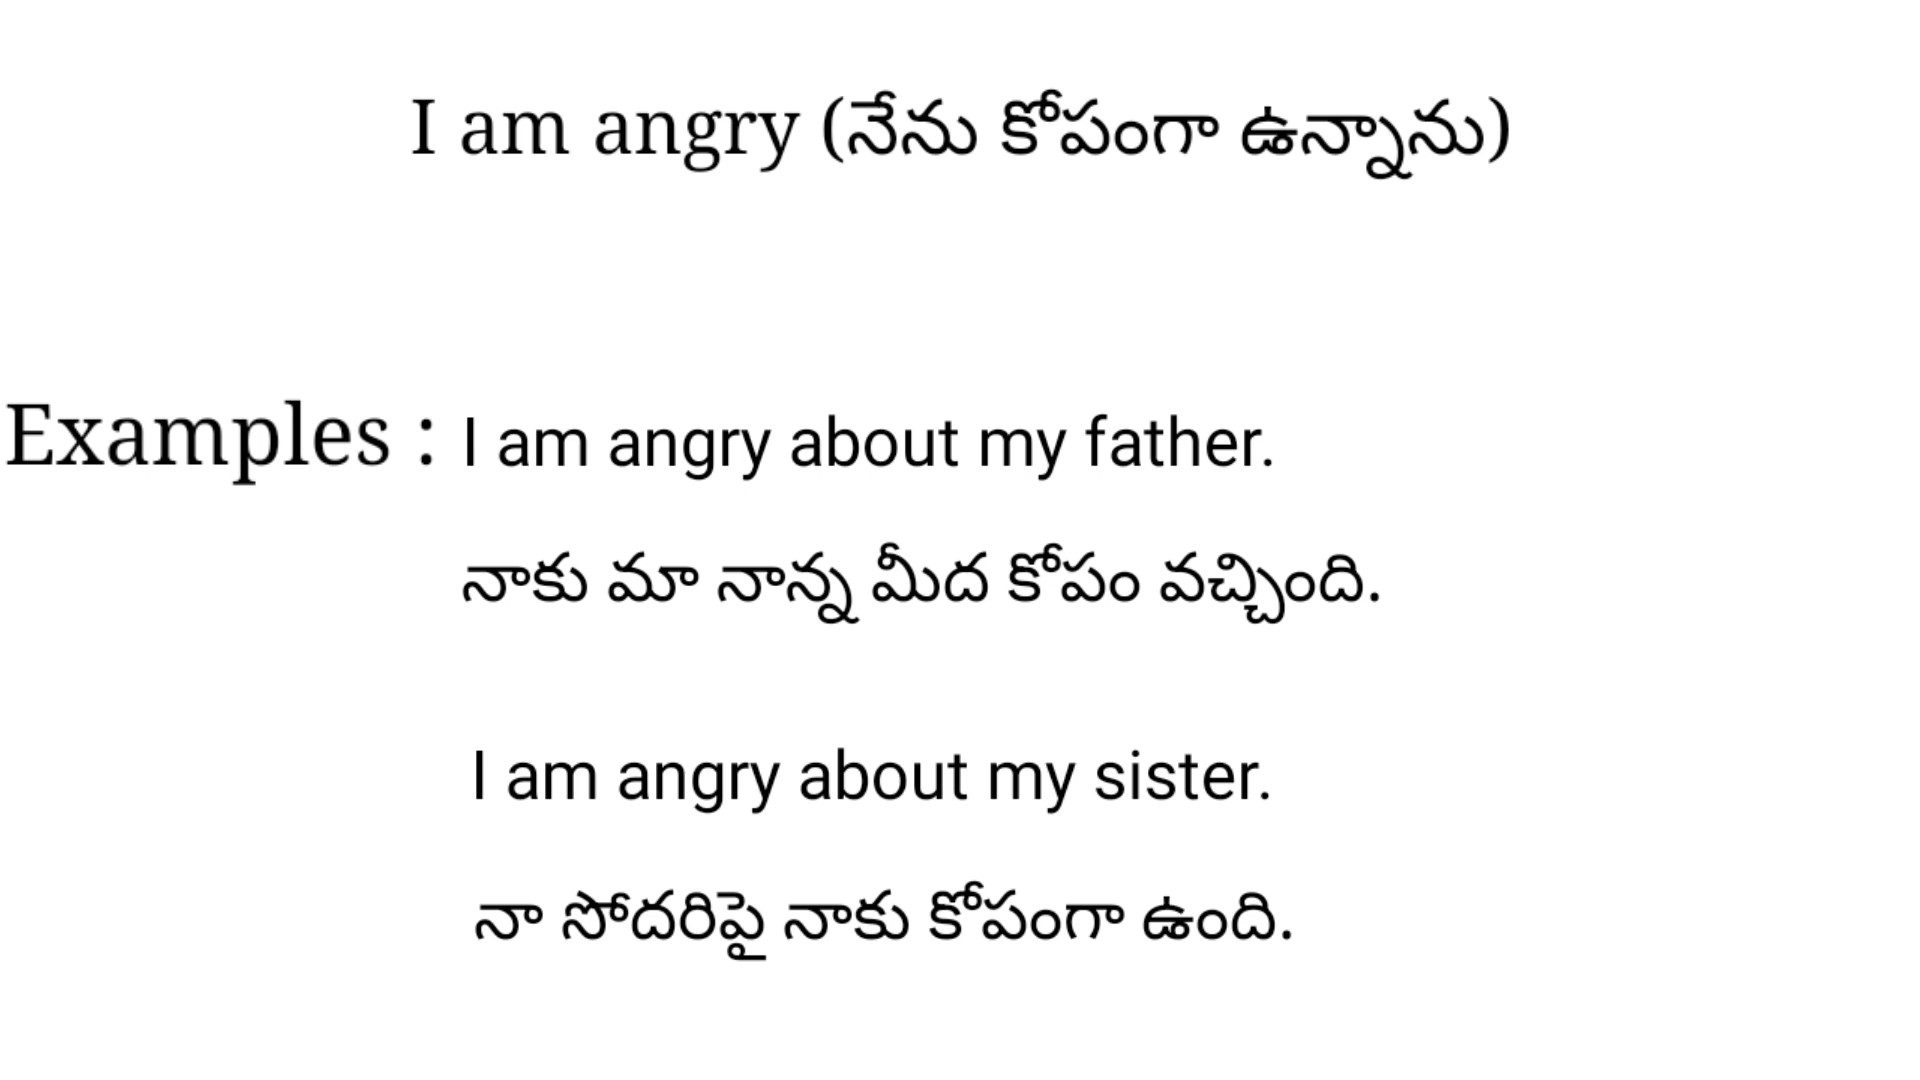 I am angry (నేను కోపంగా ఉన్నాను)
Examples : I am angry about my father.
నాకు మా నాన్న మీద కోపం వచ్చింది.
I am angry about my sister.
నా సోదరిపై నాకు కోపంగా ఉంది.